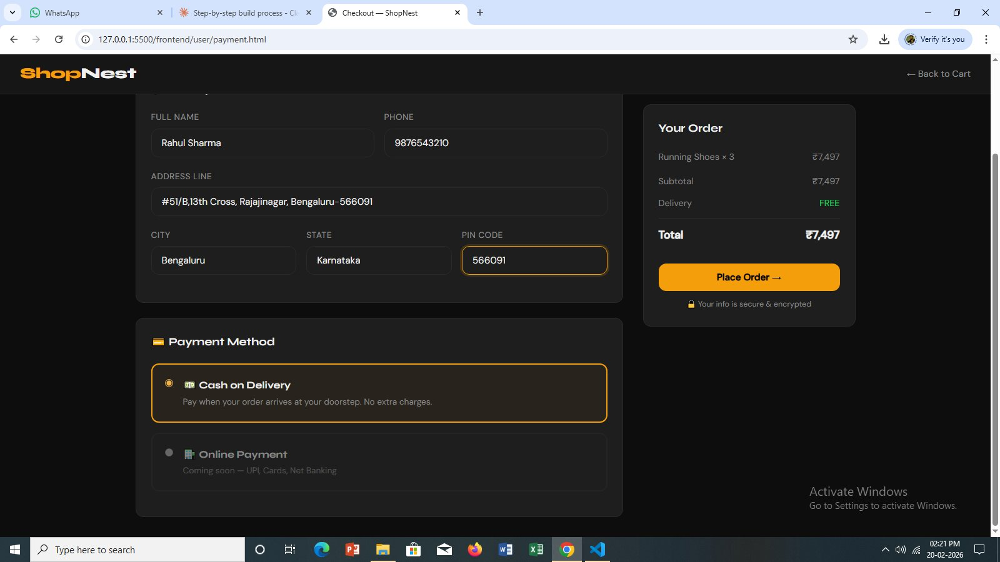 WhatsApp
Step-by-step build process - Cla
Checkout — ShopNest
127.0.0.1:5500/frontend/user/payment.html
Verify it's you
ShopNest
← Back to Cart
FULL NAME
PHONE
Rahul Sharma
9876543210
ADDRESS LINE
#51/B,13th Cross, Rajajinagar, Bengaluru-566091
CITY
STATE
PIN CODE
Bengaluru
Karnataka
566091
Your Order
Running Shoes × 3
₹7,497
Subtotal
₹7,497
Delivery
FREE
Total
₹7,497
Place Order →
Your info is secure & encrypted
Payment Method
Cash on Delivery
Pay when your order arrives at your doorstep. No extra charges.
Online Payment
Coming soon — UPI, Cards, Net Banking
Activate Windows
Go to Settings to activate Windows.
Type here to search
02:21 PM
20-02-2026